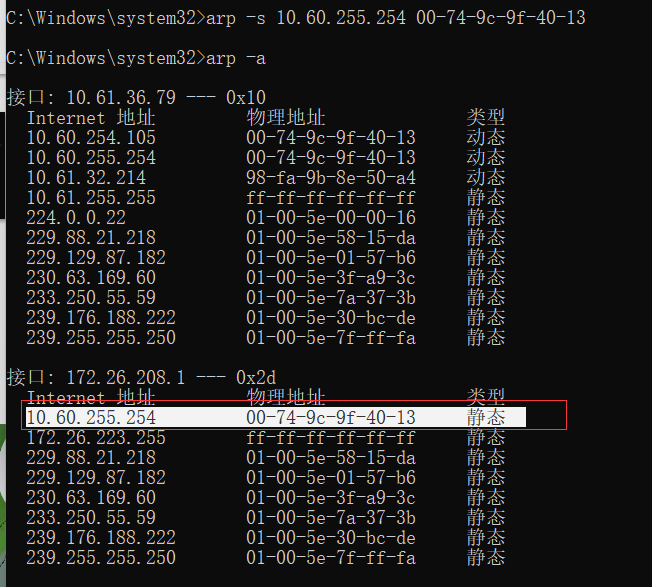 C:\Windows\system32>arp -s 10.60.255.254 00-74-9c-9f-40-13
C:\Windows\system32>arp -a
接口: 10.61.36.79 --- 0x10
Internet 地址 物理地址 类型
10.60.254.105 00-74-9c-9f-40-13 动态
10.60.255.254 00-74-9c-9f-40-13 动态
10.61.32.214 98-fa-9b-8e-50-a4 动态
10.61.255.255 ff-ff-ff-ff-ff-ff 静态
224.0.0.22 01-00-5e-00-00-16 静态
229.88.21.218 01-00-5e-58-15-da 静态
229.129.87.182 01-00-5e-01-57-b6 静态
230.63.169.60 01-00-5e-3f-a9-3c 静态
233.250.55.59 01-00-5e-7a-37-3b 静态
239.176.188.222 01-00-5e-30-bc-de 静态
239.255.255.250 01-00-5e-7f-ff-fa 静态
接口: 172.26.208.1 --- 0x2d
Internet 地址 物理地址 类型
10.60.255.254 00-74-9c-9f-40-13 静态
172.26.223.255 ff-ff-ff-ff-ff-ff 静态
229.88.21.218 01-00-5e-58-15-da 静态
229.129.87.182 01-00-5e-01-57-b6 静态
230.63.169.60 01-00-5e-3f-a9-3c 静态
233.250.55.59 01-00-5e-7a-37-3b 静态
239.176.188.222 01-00-5e-30-bc-de 静态
239.255.255.250 01-00-5e-7f-ff-fa 静态